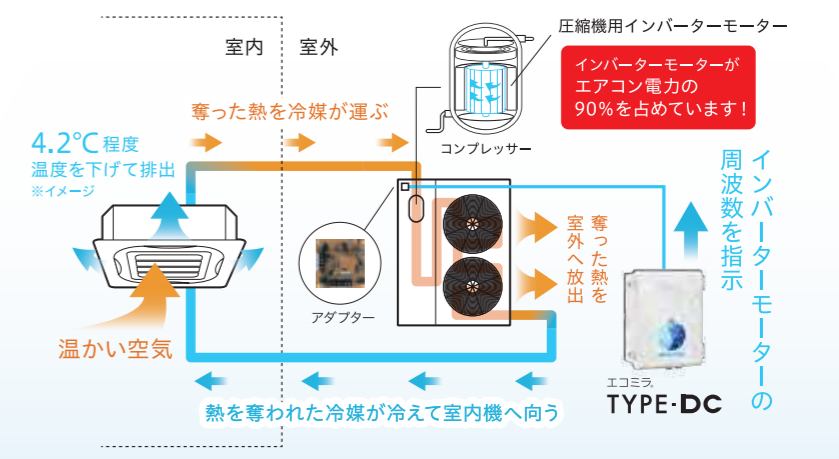 室内
室外
圧縮機用インバーターモーター
インバーターモーターが
エアコン電力の
90%を占めています!
コンプレッサー
奪った熱を冷媒が運ぶ
4.2℃程度
温度を下げて排出
※イメージ
温かい空気
アダプター
奪った熱を
室外へ放出
インバーターモーターの
周波数を指示
エコミラ
TYPE-DC
熱を奪われた冷媒が冷えて室内機へ向う